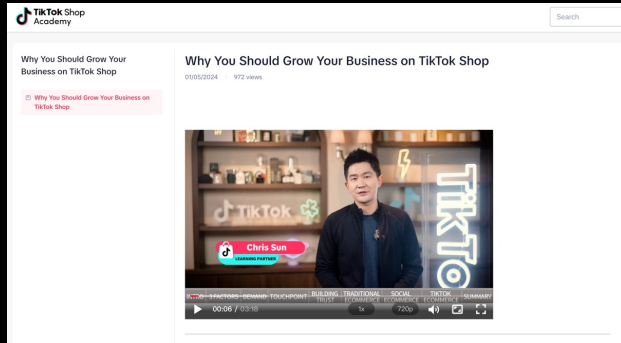 TikTok Shop
Academy
Search
Why You Should Grow Your
Business on TikTok Shop
Why You Should Grow Your Business on
TikTok Shop
Why You Should Grow Your Business on TikTok Shop
01/05/2024 972 views
TikTok
TikTo
Chris Sun
LEARNING PARTNER
3 FACTORS DEMAND TOUCHPOINT BUILDING TRUST TRADITIONAL ECOMMERCE SOCIAL ECOMMERCE TIKTOK ECOMMERCE SUMMARY
00:06 / 03:18 1x 720p